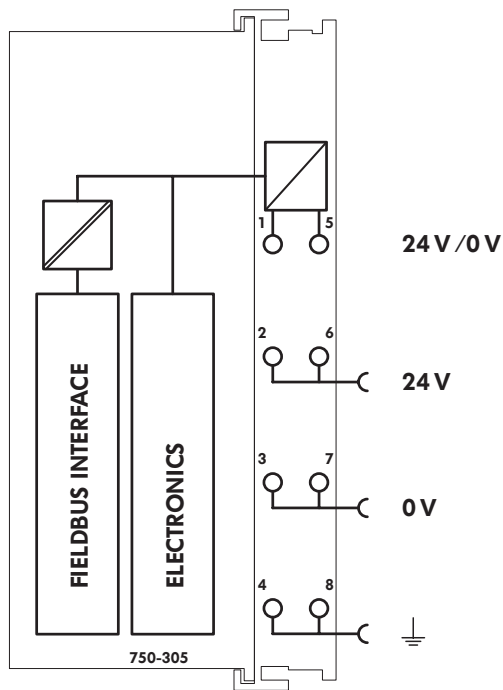 1 5
24 V /0 V
2 6
24 V
3 7
0 V
4 8
FIELDBUS INTERFACE
ELECTRONICS
750-305